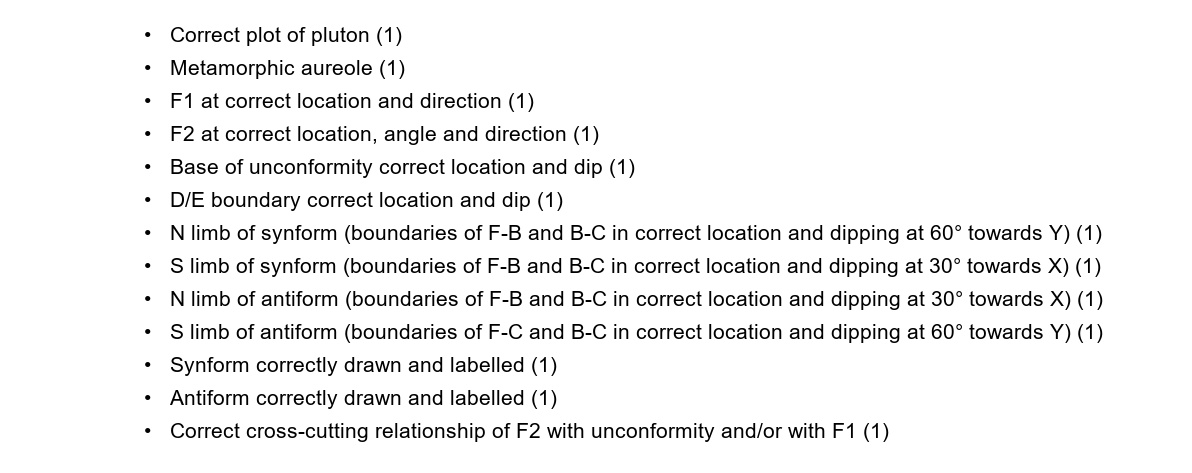 • Correct plot of pluton (1)
• Metamorphic aureole (1)
• F1 at correct location and direction (1)
• F2 at correct location, angle and direction (1)
• Base of unconformity correct location and dip (1)
• D/E boundary correct location and dip (1)
• N limb of synform (boundaries of F-B and B-C in correct location and dipping at 60° towards Y) (1)
• S limb of synform (boundaries of F-B and B-C in correct location and dipping at 30° towards X) (1)
• N limb of antiform (boundaries of F-B and B-C in correct location and dipping at 30° towards X) (1)
• S limb of antiform (boundaries of F-C and B-C in correct location and dipping at 60° towards Y) (1)
• Synform correctly drawn and labelled (1)
• Antiform correctly drawn and labelled (1)
• Correct cross-cutting relationship of F2 with unconformity and/or with F1 (1)